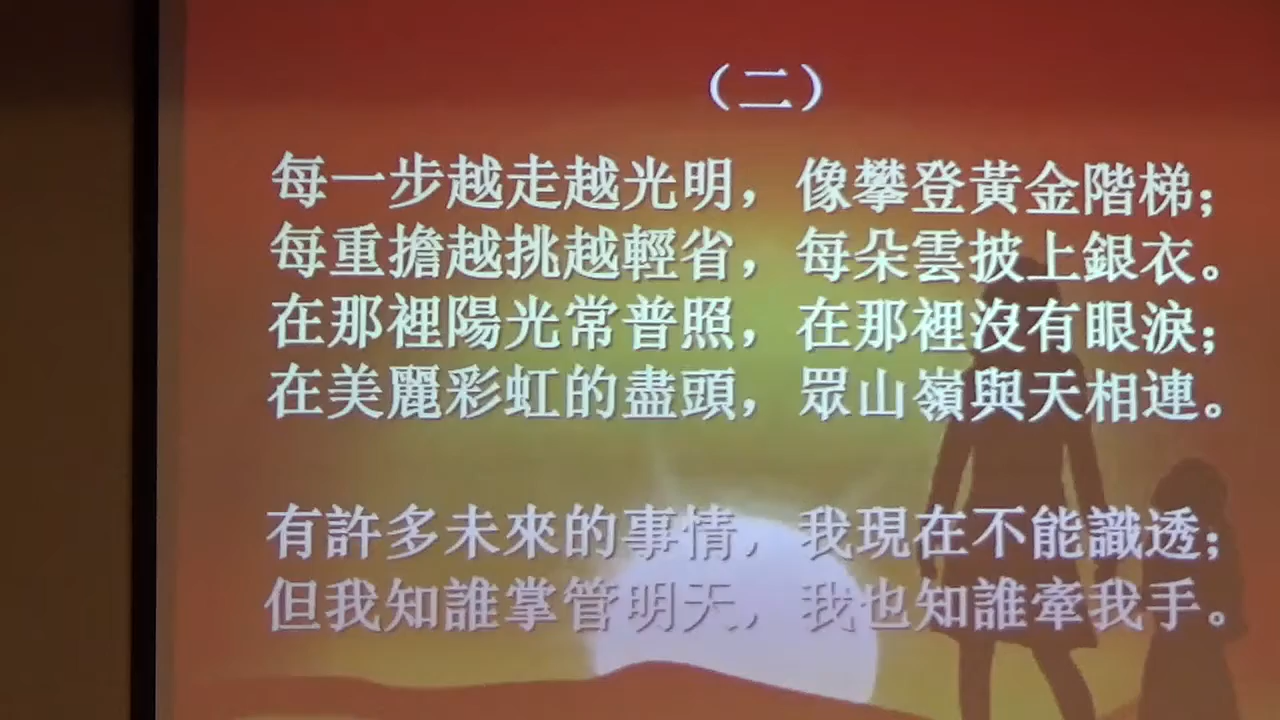 （二）
每一步越走越光明，像攀登黃金階梯；
每重擔越挑越輕省，每朵雲披上銀衣。
在那裡陽光常普照，在那裡沒有眼淚；
在美麗彩虹的盡頭，眾山嶺與天相連。
有許多未來的事情，我現在不能識透；
但我知誰掌管明天，我也知誰牽我手。